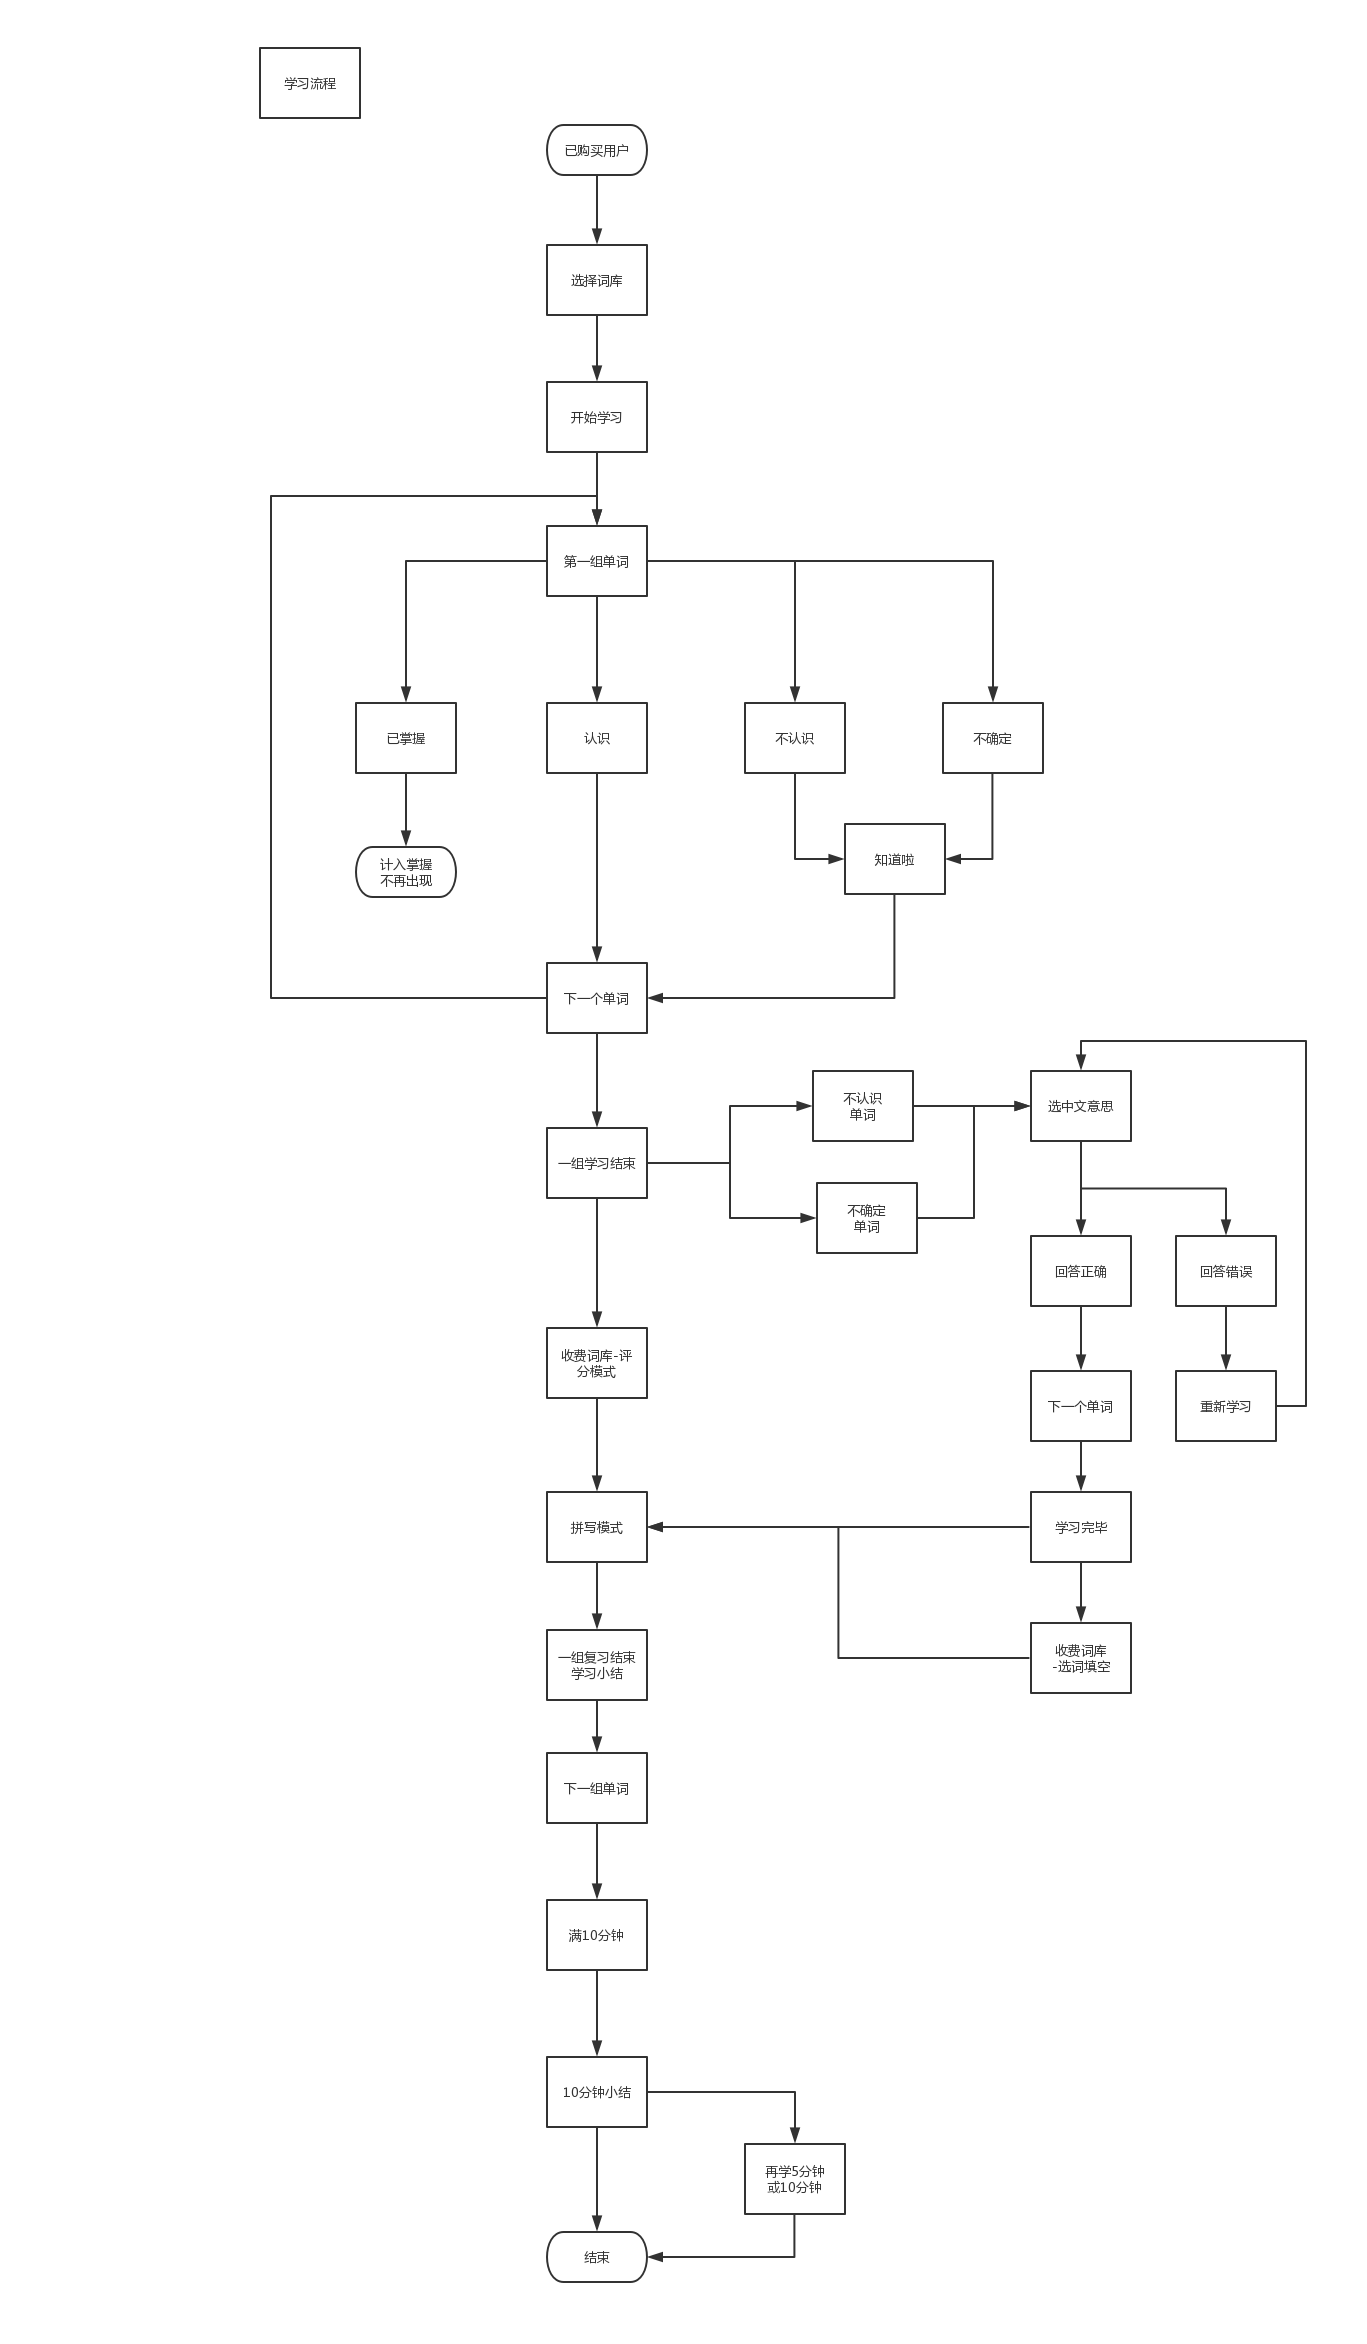 学习流程
已购买用户
选择词库
开始学习
第一组单词
已掌握
认识
不认识
不确定
计入掌握
不再出现
知道啦
下一个单词
不认识
单词
选中文意思
一组学习结束
不确定
单词
回答正确
回答错误
收费词库-评
分模式
下一个单词
重新学习
拼写模式
学习完毕
一组复习结束
学习小结
收费词库
-选词填空
下一组单词
满10分钟
10分钟小结
再学5分钟
或10分钟
结束